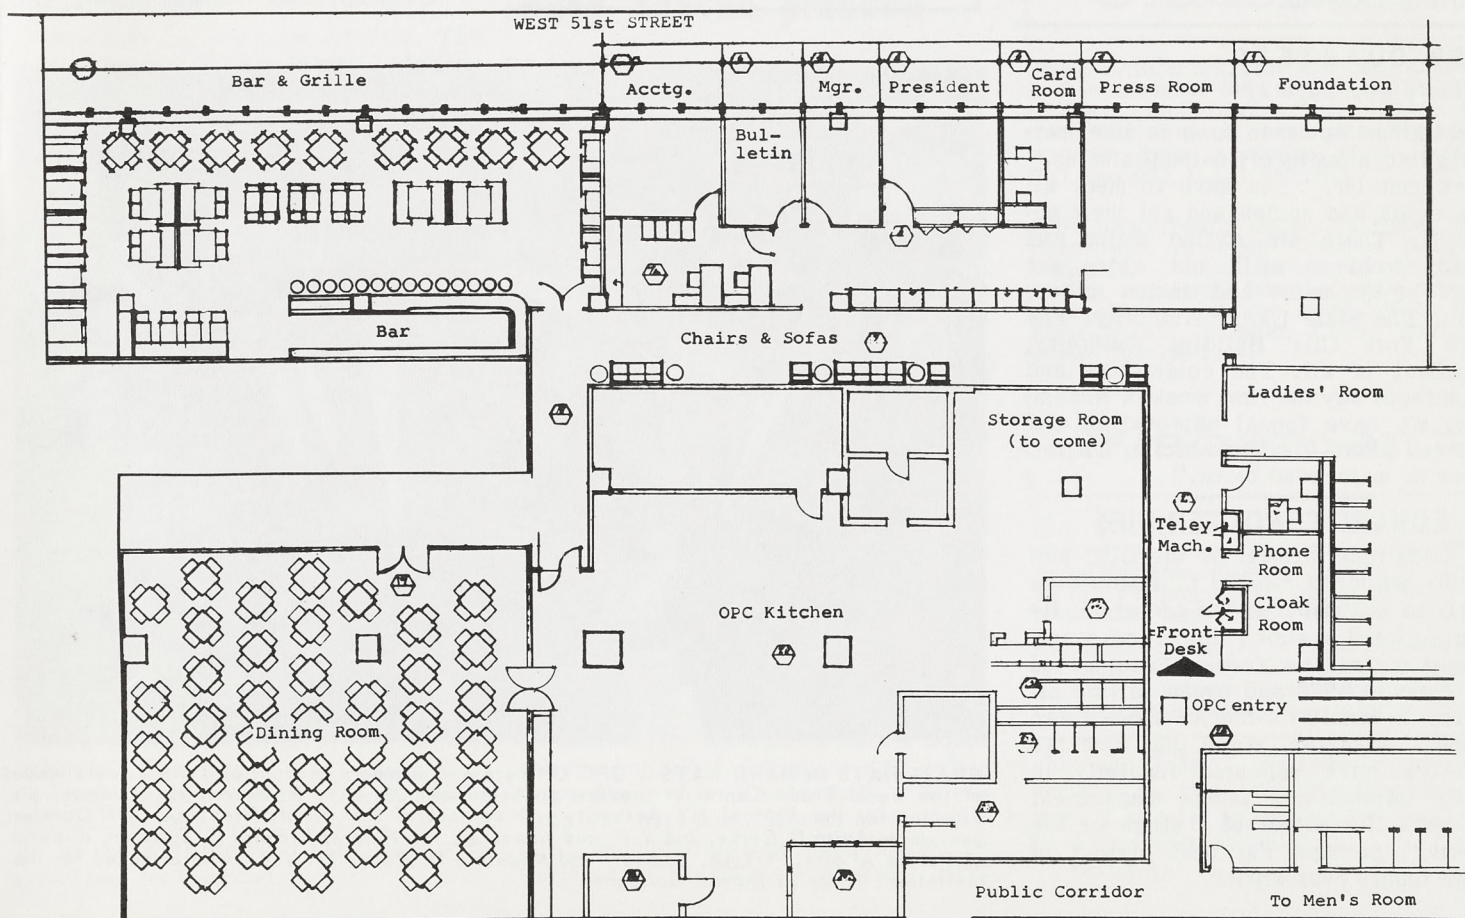 WEST 51st STREET
Bar & Grille
Acctg.
Bul-
letin
Mgr.
President
Card
Room
Press Room
Foundation
Bar
Chairs & Sofas
Ladies' Room
Storage Room
(to come)
Teley
Mach.
Phone
Room
Cloak
Room
Front
Desk
OPC Kitchen
OPC entry
Dining Room
Public Corridor
To Men's Room